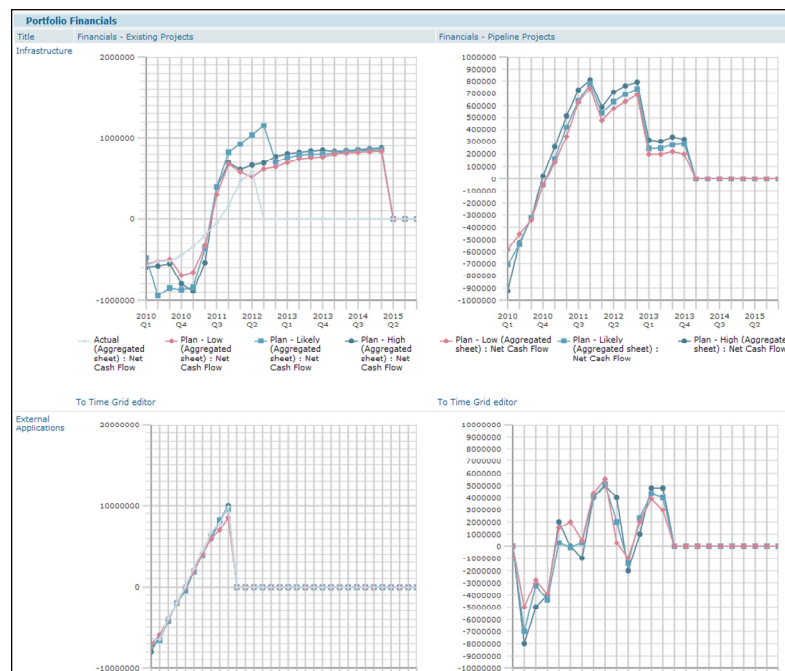 Portfolio Financials
Title Financials - Existing Projects Financials - Pipeline Projects
Infrastructure
2000000
1000000
0
-1000000
2010 Q1
2010 Q4
2011 Q3
2012 Q2
2013 Q1
2013 Q4
2014 Q3
2015 Q2
Actual (Aggregated sheet) : Net Cash Flow
Plan - Low (Aggregated sheet) : Net Cash Flow
Plan - Likely (Aggregated sheet) : Net Cash Flow
Plan - High (Aggregated sheet) : Net Cash Flow
1000000
900000
800000
700000
600000
500000
400000
300000
200000
100000
0
-100000
-200000
-300000
-400000
-500000
-600000
-700000
-800000
-900000
-1000000
2010 Q1
2010 Q4
2011 Q3
2012 Q2
2013 Q1
2013 Q4
2014 Q3
2015 Q2
Plan - Low (Aggregated sheet) : Net Cash Flow
Plan - Likely (Aggregated sheet) : Net Cash Flow
Plan - High (Aggregated sheet) : Net Cash Flow
To Time Grid editor To Time Grid editor
External
Applications
20000000
10000000
0
-10000000
10000000
9000000
8000000
7000000
6000000
5000000
4000000
3000000
2000000
1000000
0
-1000000
-2000000
-3000000
-4000000
-5000000
-6000000
-7000000
-8000000
-9000000
-10000000